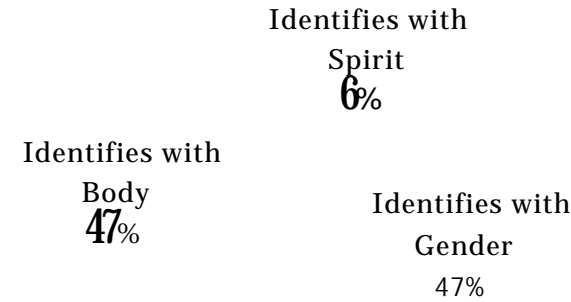 Identifies with
Spirit
6%
Identifies with
Body
47%
Identifies with
Gender
47%